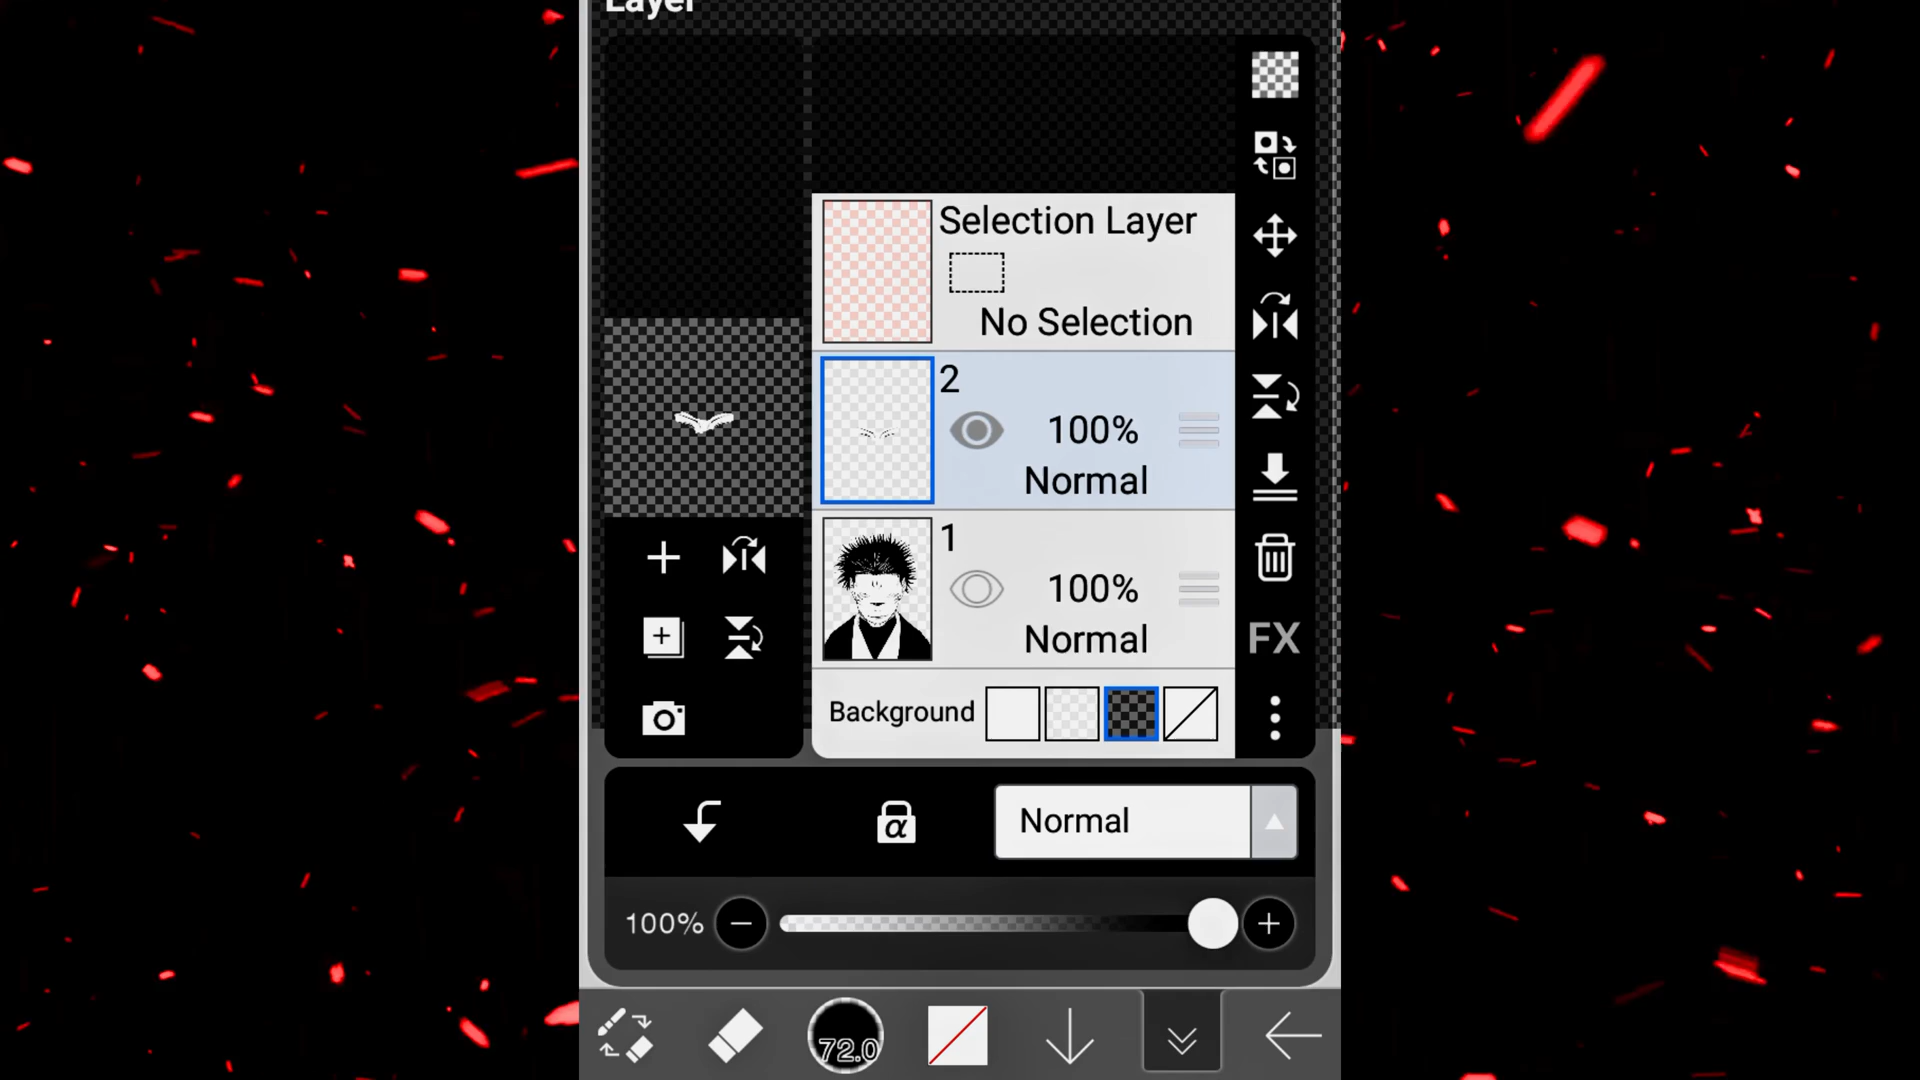 Layer
Selection Layer
No Selection
2
100%
Normal
1
100%
Normal
Background
FX
α
Normal
100%
72.0